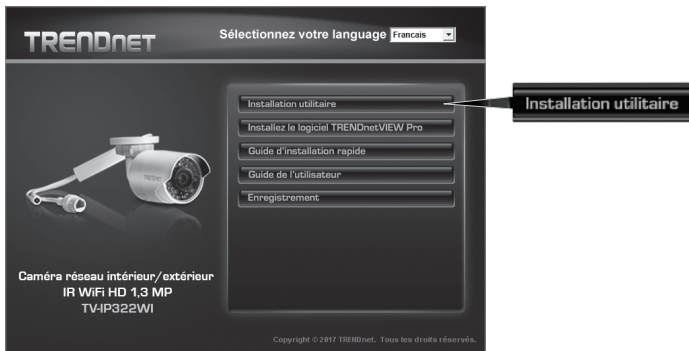 TRENDNET
Sélectionnez votre language Francais
Installation utilitaire
Installation utilitaire
Installez le logiciel TRENDnetVIEW Pro
Guide d'installation rapide
Guide de l'utilisateur
Enregistrement
TRENDNET
Caméra réseau intérieur/extérieur
IR WiFi HD 1,3 MP
TV-IP322WI
Copyright © 2017 TRENDnet. Tous les droits réservés.